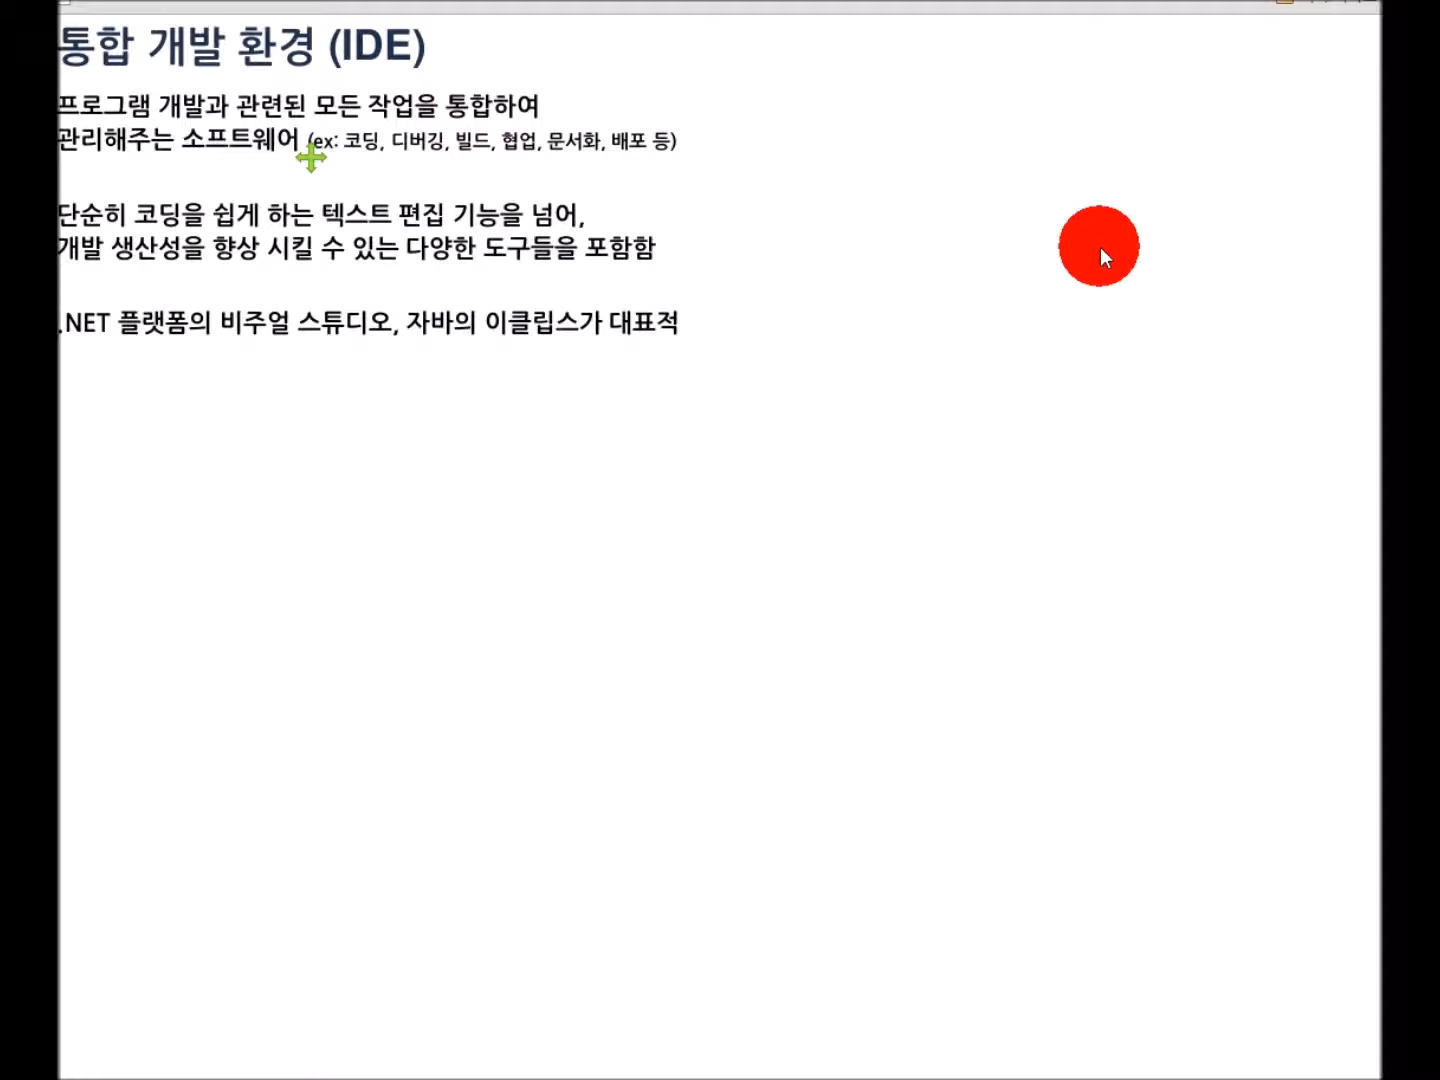 통합 개발 환경 (IDE)
프로그램 개발과 관련된 모든 작업을 통합하여
관리해주는 소프트웨어 (ex: 코딩, 디버깅, 빌드, 협업, 문서화, 배포 등)
단순히 코딩을 쉽게 하는 텍스트 편집 기능을 넘어,
개발 생산성을 향상 시킬 수 있는 다양한 도구들을 포함함
.NET 플랫폼의 비주얼 스튜디오, 자바의 이클립스가 대표적